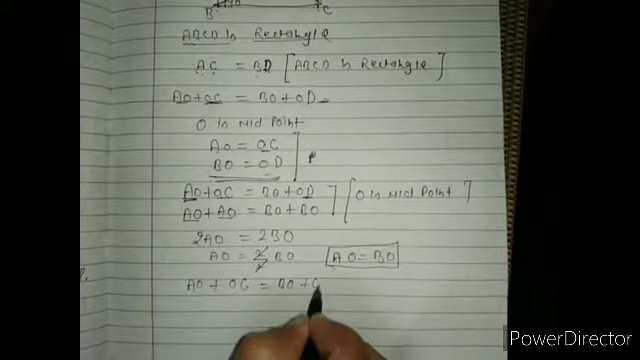 B C
ABCD is Rectangle
AC = BD [ABCD is Rectangle]
AO+OC = BO+OD
O is mid Point
AO = OC
BO = OD
P
AO+OC = BO+OD [O is mid Point]
AO+AO = BO+BO
2AO = 2BO
AO = 2/2 BO AO=BO
AO + OC = BO +
PowerDirector